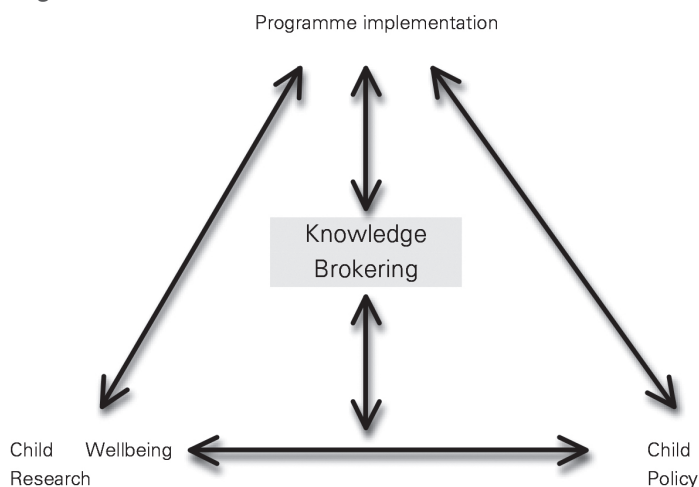 Programme implementation
Knowledge
Brokering
Child Wellbeing
Research
Child
Policy